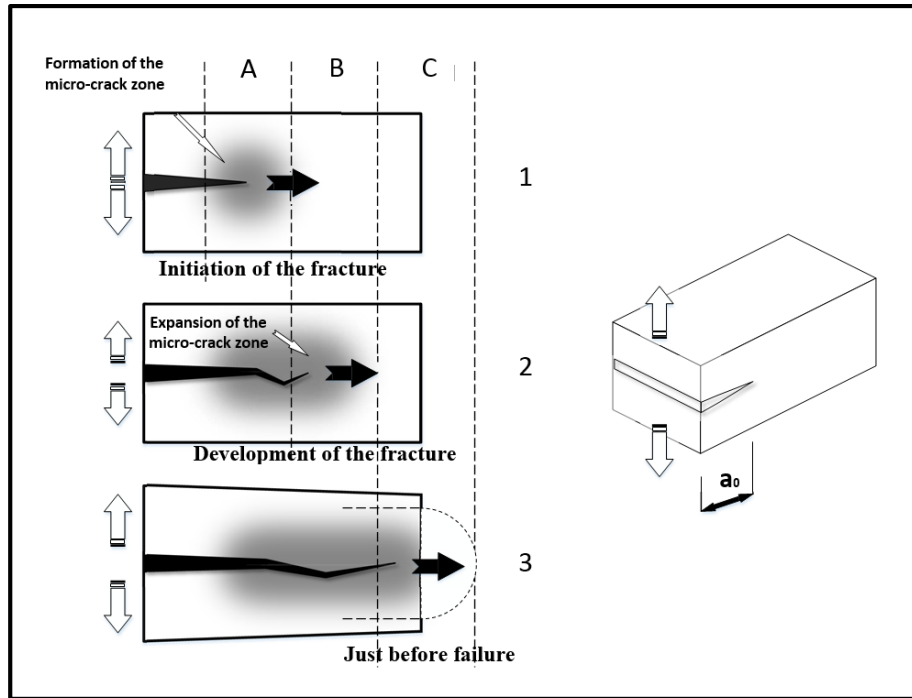 Formation of the
micro-crack zone
A
B
C
1
Initiation of the fracture
Expansion of the
micro-crack zone
2
Development of the fracture
3
Just before failure
a₀